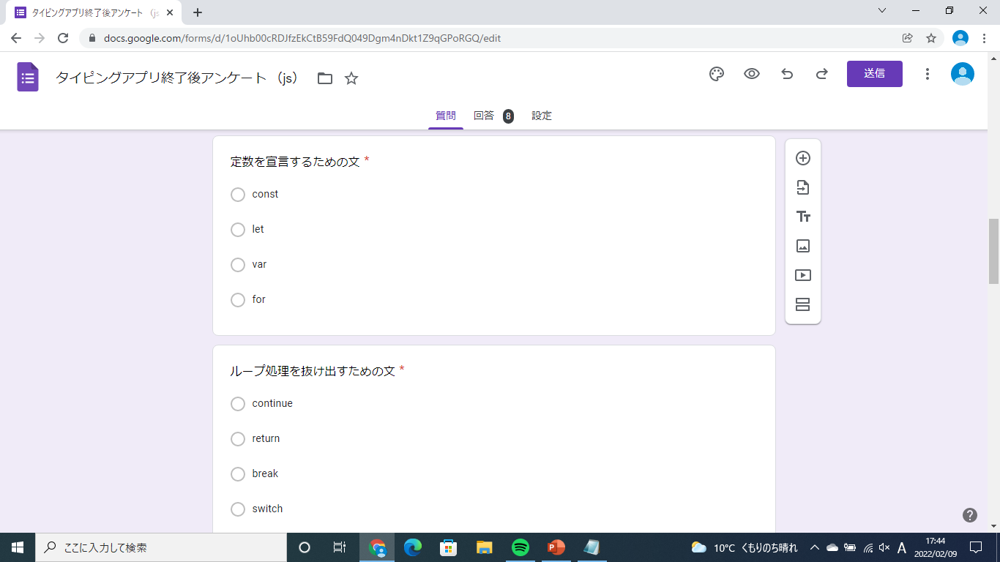 タイピングアプリ終了後アンケート （js
docs.google.com/forms/d/1oUhb00cRDJfzEkCtB59FdQ049Dgm4nDkt1Z9qGPoRGQ/edit
タイピングアプリ終了後アンケート （js）
送信
質問 回答 8 設定
定数を宣言するための文 *
const
let
var
for
ループ処理を抜け出すための文 *
continue
return
break
switch
ここに入力して検索
10°C くもりのち晴れ
A
17:44
2022/02/09